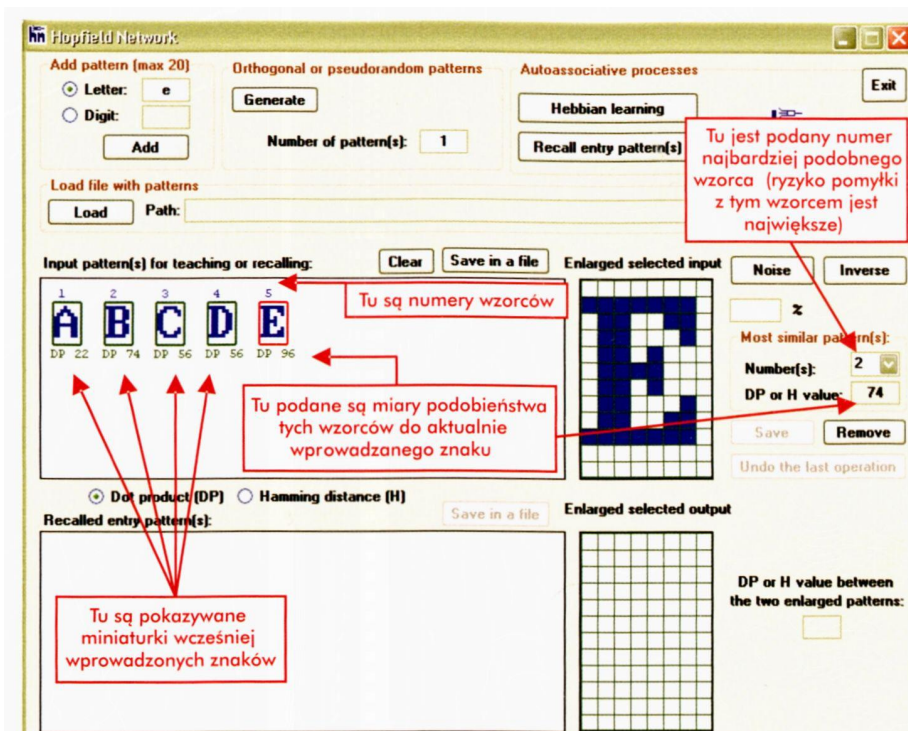 Hopfield Network
Add pattern (max 20)
Letter: e
Digit:
Add
Orthogonal or pseudorandom patterns
Generate
Number of pattern(s): 1
Autoassociative processes
Hebbian learning
Recall entry pattern(s)
Exit
Tu jest podany numer
najbardziej podobnego
wzorca (ryzyko pomyłki
z tym wzorcem jest
największe)
Load file with patterns
Load Path:
Input pattern(s) for teaching or recalling:
Clear
Save in a file
Enlarged selected input
Noise
Inverse
1 2 3 4 5
A B C D E
DP 22 DP 74 DP 56 DP 56 DP 96
Tu są numery wzorców
%
Most similar pattern(s):
Number(s): 2
DP or H value: 74
Save
Remove
Undo the last operation
Tu podane są miary podobieństwa
tych wzorców do aktualnie
wprowadzanego znaku
Dot product (DP) Hamming distance (H)
Recalled entry pattern(s):
Save in a file
Enlarged selected output
Tu są pokazywane
miniaturki wcześniej
wprowadzonych znaków
DP or H value between
the two enlarged patterns: